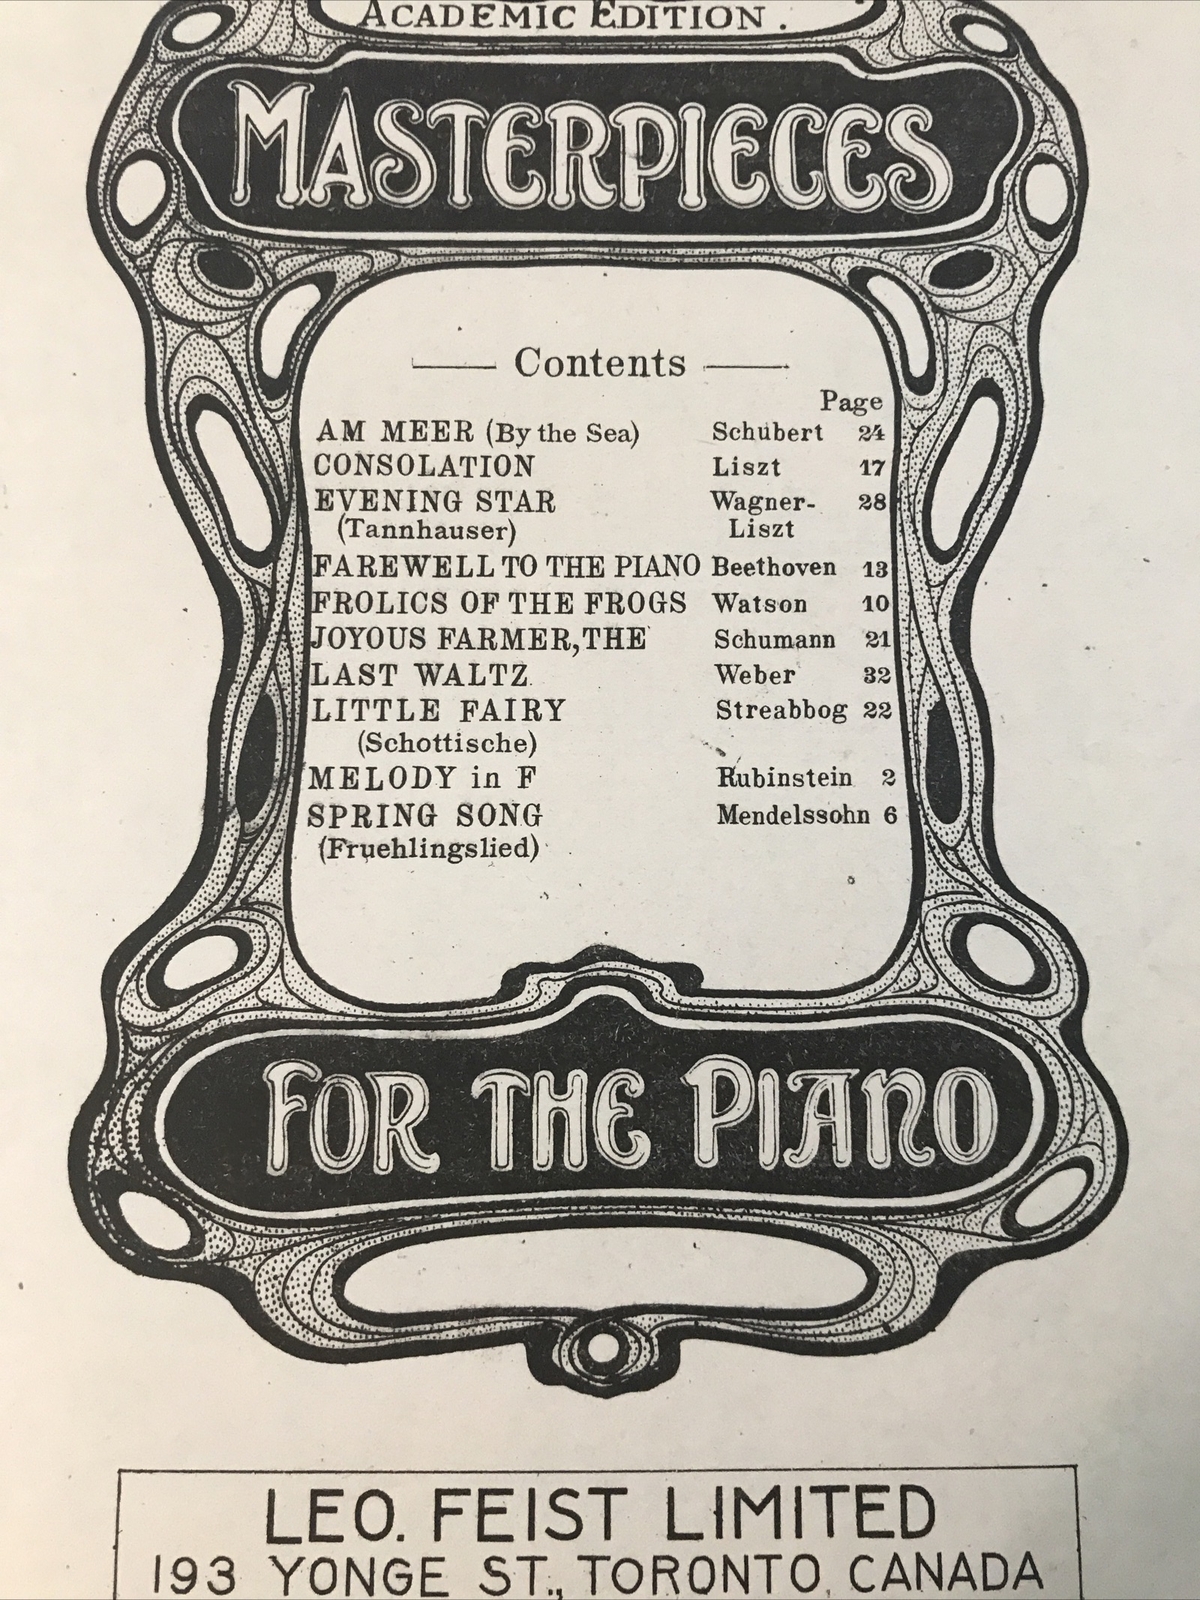 ACADEMIC EDITION.
MASTERPIECES
Contents
Page
AM MEER (By the Sea) Schubert 24
CONSOLATION Liszt 17
EVENING STAR Wagner- 28
(Tannhauser) Liszt
FAREWELL TO THE PIANO Beethoven 13
FROLICS OF THE FROGS Watson 10
JOYOUS FARMER, THE Schumann 21
LAST WALTZ Weber 32
LITTLE FAIRY Streabbog 22
(Schottische)
MELODY in F Rubinstein 2
SPRING SONG Mendelssohn 6
(Fruehlingslied)
FOR THE PIANO
LEO. FEIST LIMITED
193 YONGE ST., TORONTO, CANADA